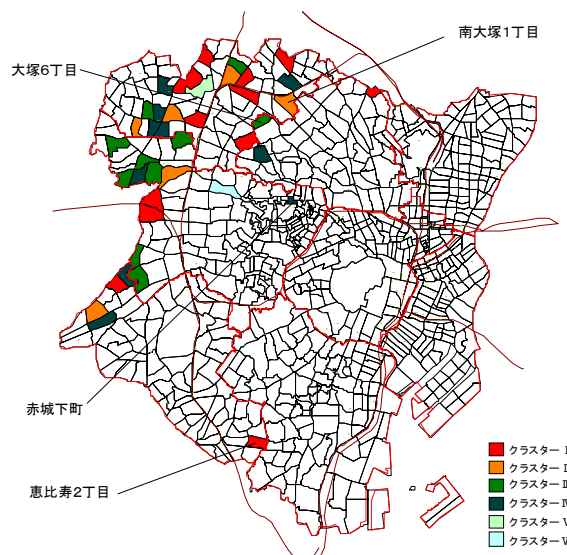 南大塚1丁目
大塚6丁目
赤城下町
恵比寿2丁目
クラスター Ⅰ
クラスター
クラスター
クラスター Ⅳ
クラスター Ⅴ
クラスター